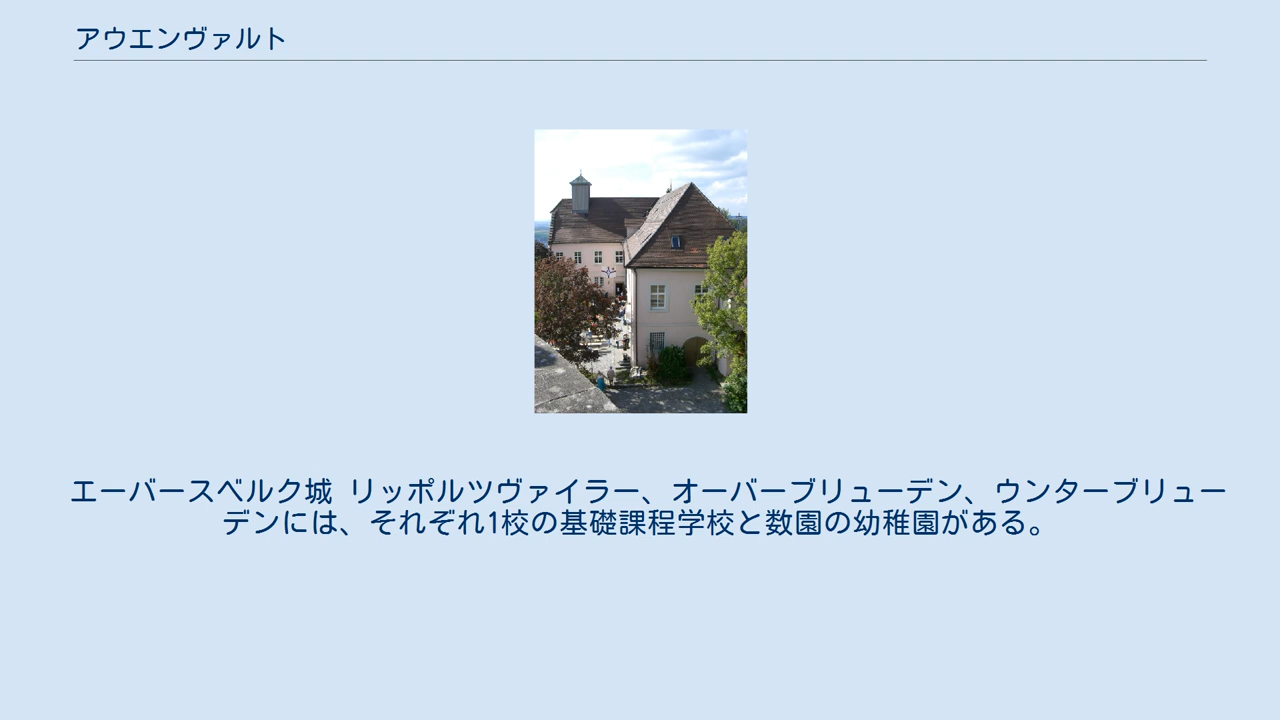 アウエンヴァルト
エーバースベルク城 リッポルツヴァイラー、オーバーブリューデン、ウンターブリュー
デンには、それぞれ1校の基礎課程学校と数園の幼稚園がある。